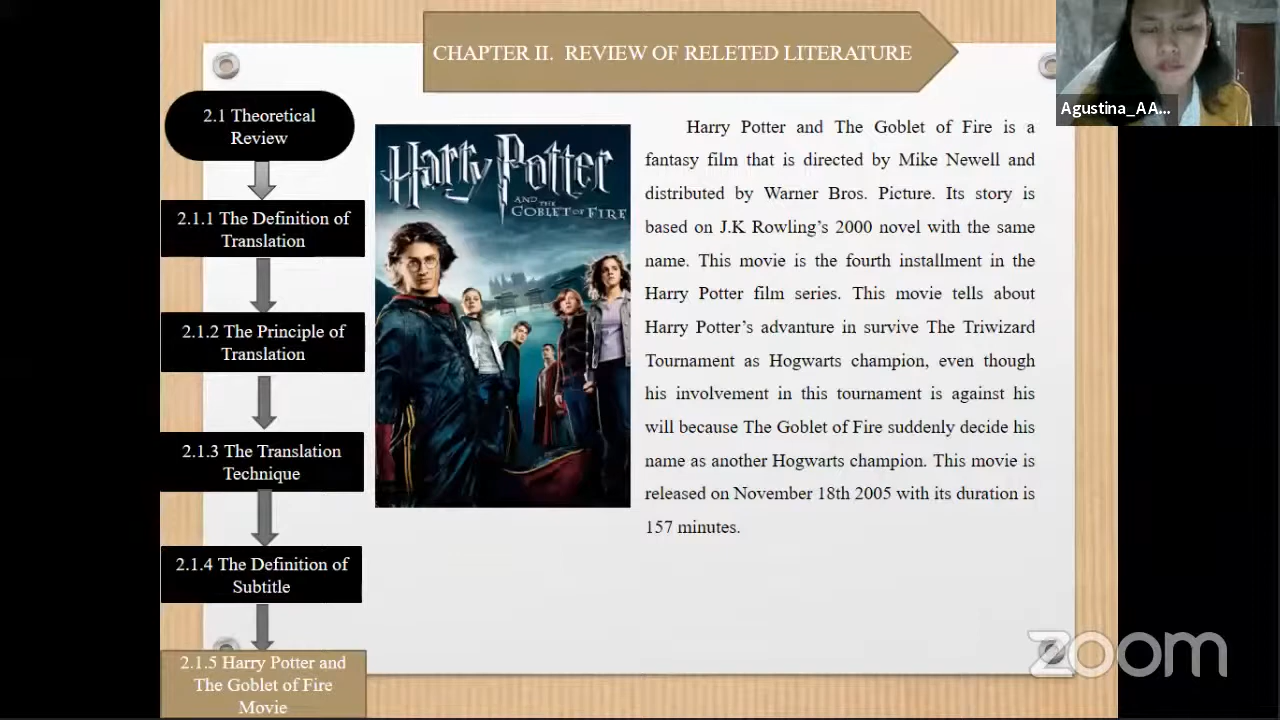 CHAPTER II. REVIEW OF RELETED LITERATURE
Agustina_AA...
2.1 Theoretical
Review
2.1.1 The Definition of
Translation
2.1.2 The Principle of
Translation
2.1.3 The Translation
Technique
2.1.4 The Definition of
Subtitle
2.1.5 Harry Potter and
The Goblet of Fire
Movie
Harry Potter
AND THE
GOBLET OF FIRE
Harry Potter and The Goblet of Fire is a
fantasy film that is directed by Mike Newell and
distributed by Warner Bros. Picture. Its story is
based on J.K Rowling’s 2000 novel with the same
name. This movie is the fourth installment in the
Harry Potter film series. This movie tells about
Harry Potter’s advanture in survive The Triwizard
Tournament as Hogwarts champion, even though
his involvement in this tournament is against his
will because The Goblet of Fire suddenly decide his
name as another Hogwarts champion. This movie is
released on November 18th 2005 with its duration is
157 minutes.
zoom